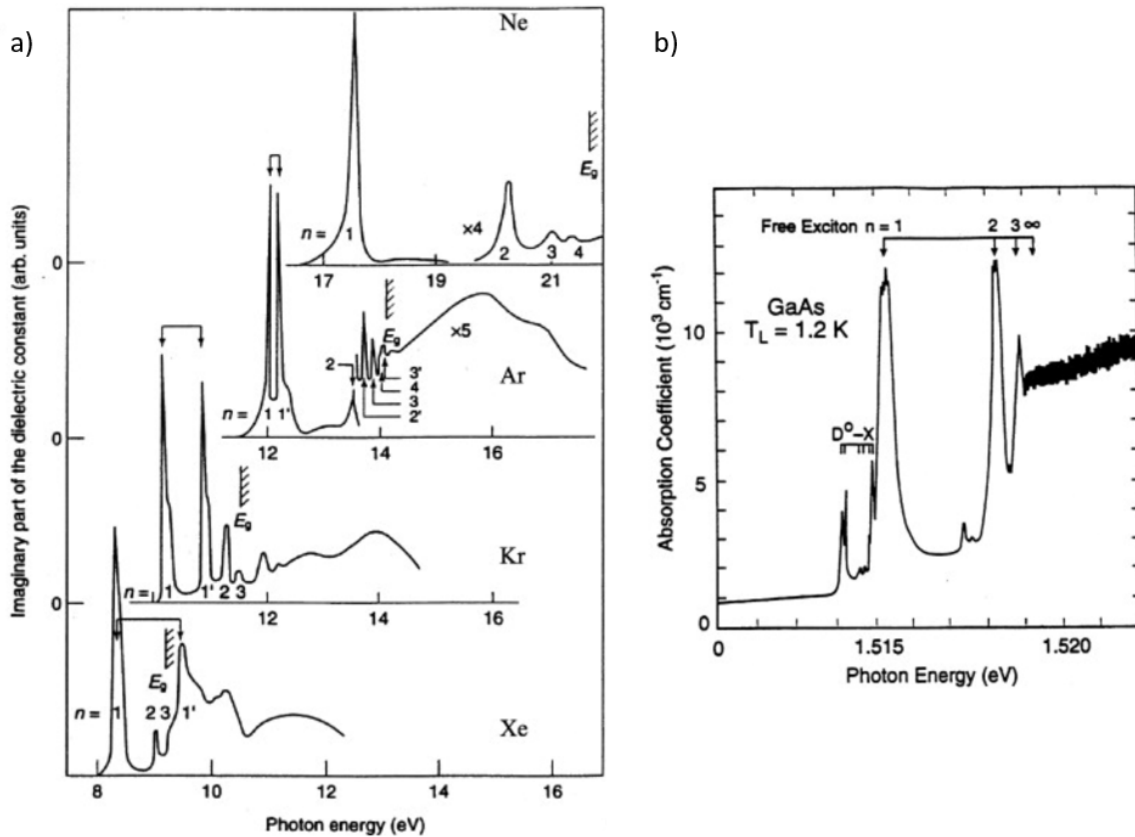 a)
Imaginary part of the dielectric constant (arb. units)
Ne
E_g
n = 1
×4
2
3
4
0
17
19
21
×5
E_g
Ar
2
3'
4
3
2'
n = 1 1'
12
14
16
0
E_g
Kr
n = 1
1'
2
3
12
14
16
0
E_g
n = 1
2 3
1'
Xe
0
8
10
12
14
16
Photon energy (eV)
b)
Free Exciton n = 1 2 3 ∞
GaAs
T_L = 1.2 K
D°–X
Absorption Coefficient (10³ cm⁻¹)
10
5
0
0
1.515
1.520
Photon Energy (eV)